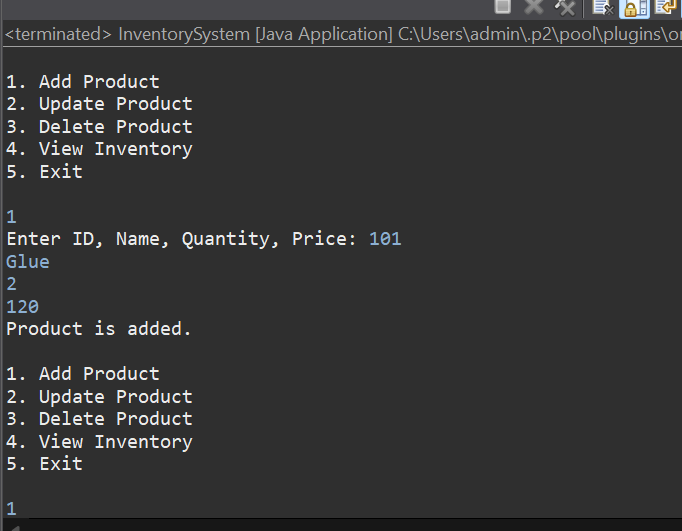 <terminated> InventorySystem [Java Application] C:\Users\admin\.p2\pool\plugins\or
1. Add Product
2. Update Product
3. Delete Product
4. View Inventory
5. Exit
1
Enter ID, Name, Quantity, Price: 101
Glue
2
120
Product is added.
1. Add Product
2. Update Product
3. Delete Product
4. View Inventory
5. Exit
1